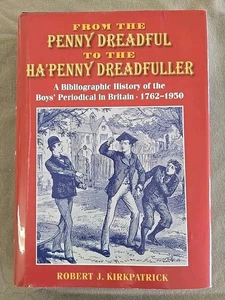 FROM THE
PENNY DREADFUL
TO THE
HA'PENNY DREADFULLER
A Bibliographic History of the
Boys' Periodical in Britain · 1762–1950
ROBERT J. KIRKPATRICK